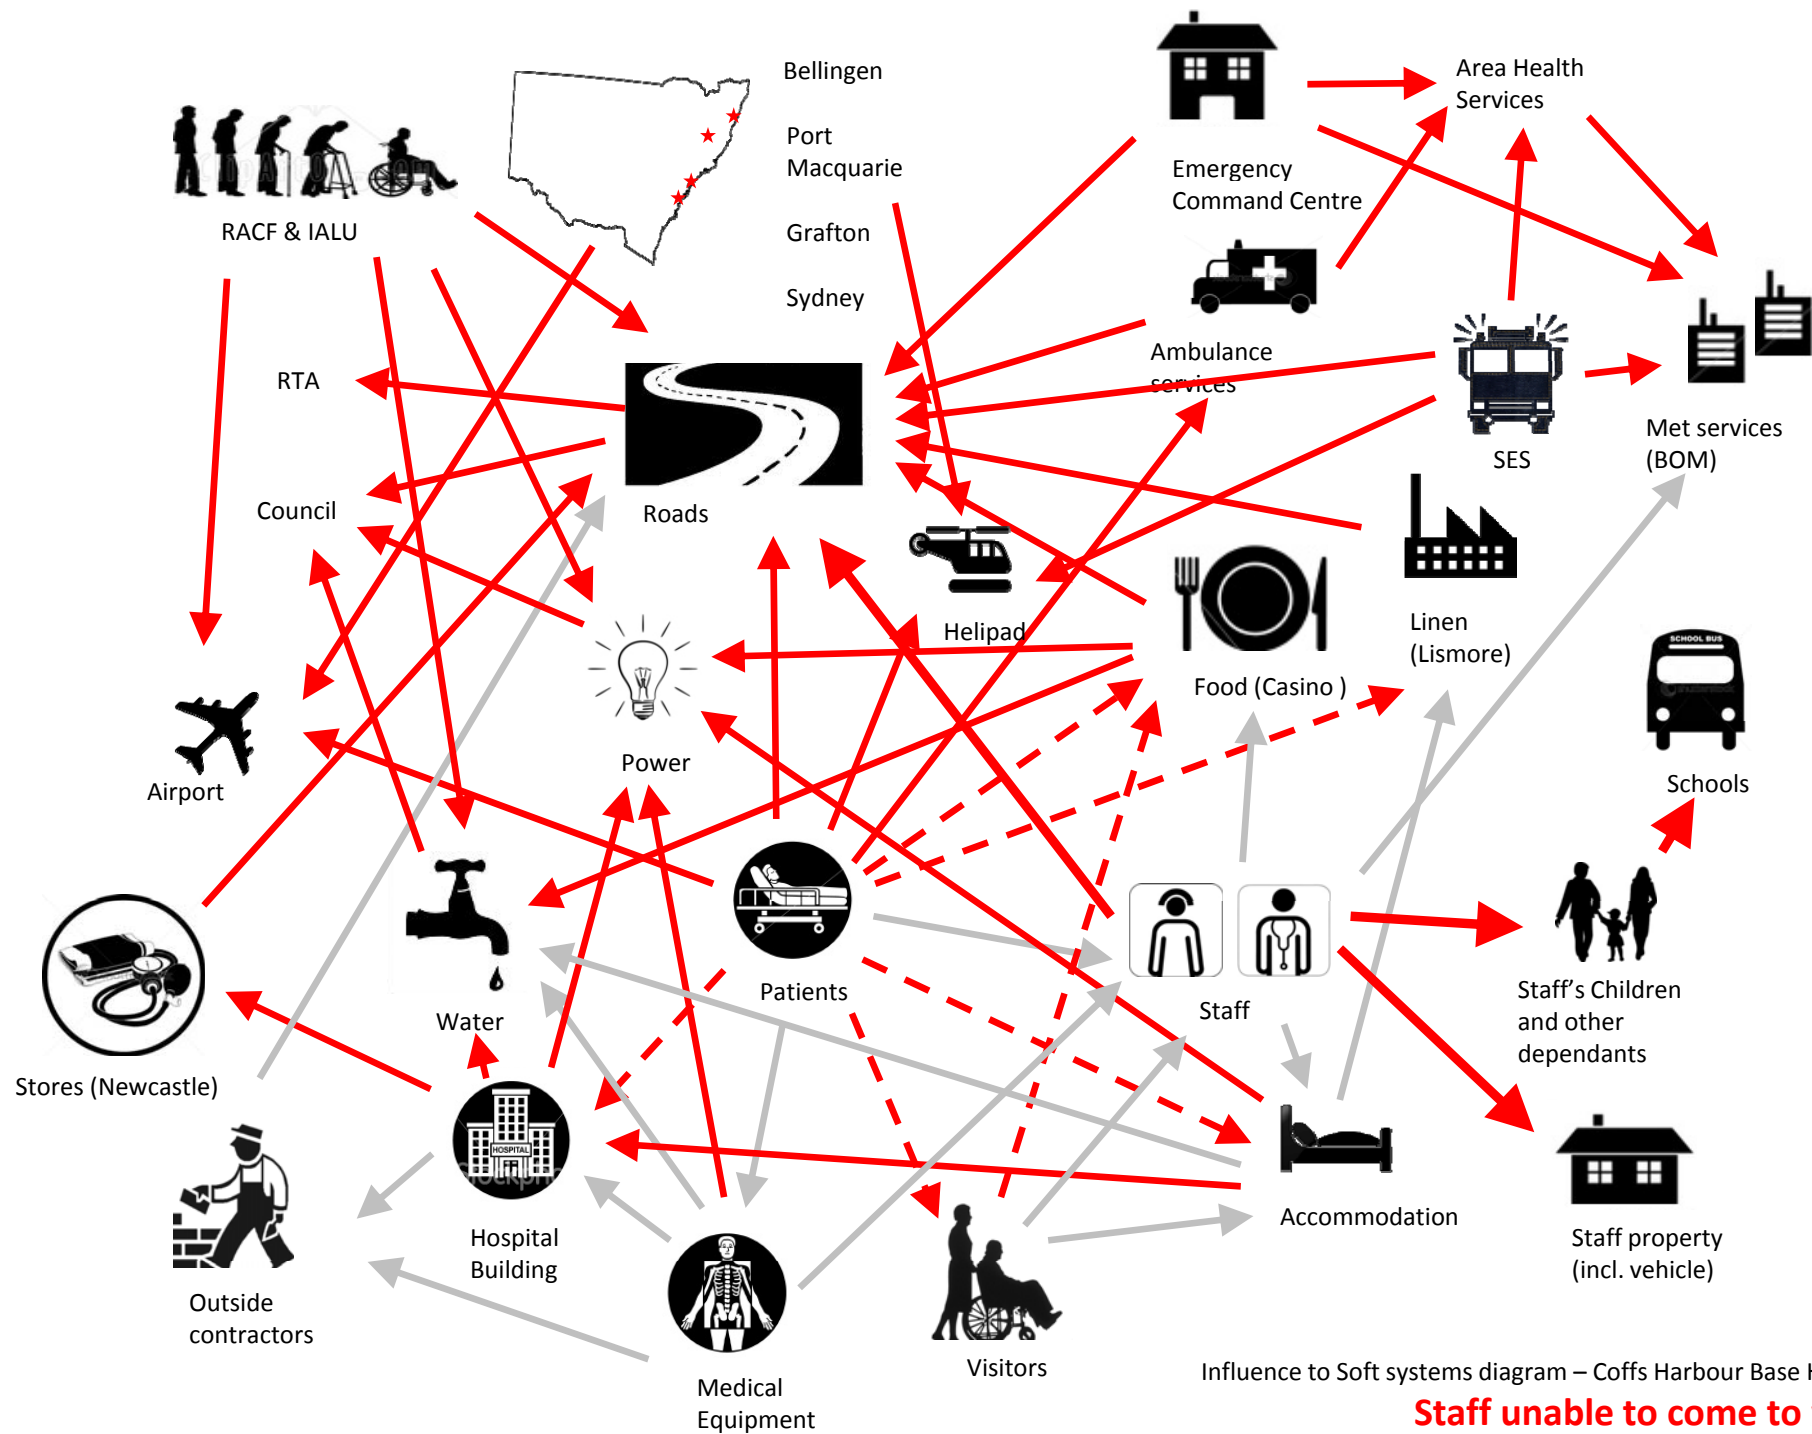 Bellingen
Port
Macquarie
Grafton
Sydney
Area Health
Services
Emergency
Command Centre
RACF & IALU
Ambulance
services
RTA
SES
Met services
(BOM)
Council
Roads
Helipad
Linen
(Lismore)
SCHOOL BUS
Food (Casino )
Power
Airport
Schools
Patients
Water
Staff
Staff’s Children
and other
dependants
Stores (Newcastle)
HOSPITAL
Hospital
Building
Accommodation
Staff property
(incl. vehicle)
Outside
contractors
Visitors
Medical
Equipment
Influence to Soft systems diagram – Coffs Harbour Base
Staff unable to come to